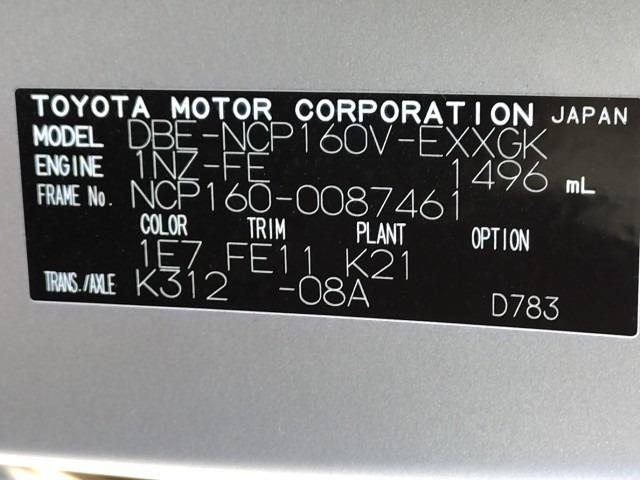 TOYOTA MOTOR CORPORATION JAPAN
MODEL DBE-NCP160V-EXXGK
ENGINE 1NZ-FE 1496 mL
FRAME No. NCP160-0087461
COLOR TRIM PLANT OPTION
1E7 FE11 K21
TRANS./AXLE K312 -08A D783